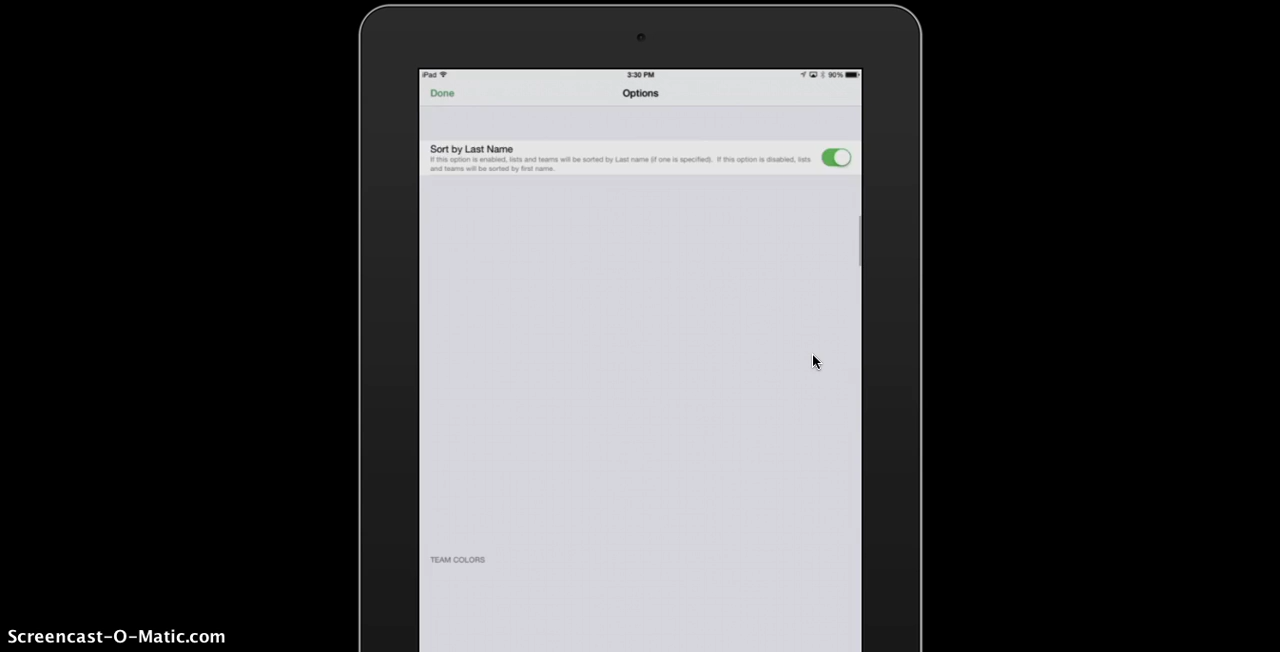 iPad
3:30 PM
90%
Done
Options
Sort by Last Name
If this option is enabled, lists and teams will be sorted by Last name (if one is specified).  If this option is disabled, lists
and teams will be sorted by first name.
TEAM COLORS
Screencast-O-Matic.com